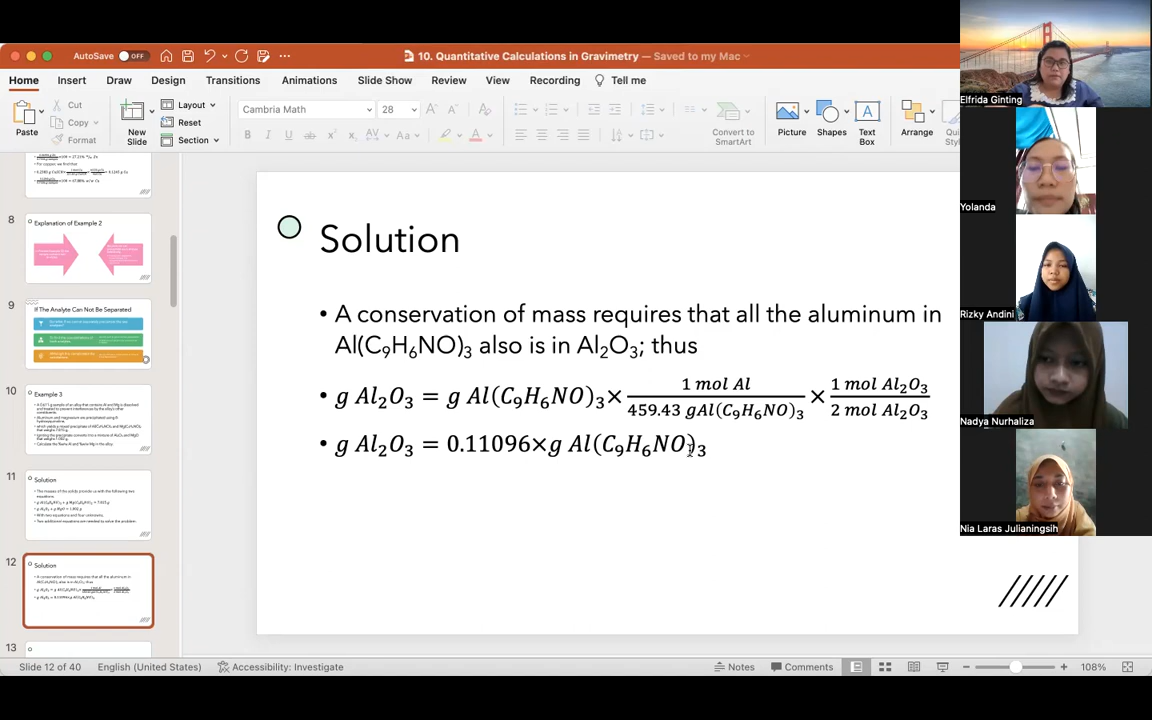 AutoSave OFF
10. Quantitative Calculations in Gravimetry — Saved to my Mac
Home Insert Draw Design Transitions Animations Slide Show Review View Recording Tell me
Paste
Cut
Copy
Format
New Slide
Layout
Reset
Section
Cambria Math 28
Convert to SmartArt
Picture
Shapes
Text Box
Arrange
8
Explanation of Example 2
9
If The Analyte Can Not Be Separated
10
Example 3
11
Solution
12
Solution
13
Solution
• A conservation of mass requires that all the aluminum in
Al(C₉H₆NO)₃ also is in Al₂O₃; thus
• g Al₂O₃ = g Al(C₉H₆NO)₃ × (1 mol Al / 459.43 gAl(C₉H₆NO)₃) × (1 mol Al₂O₃ / 2 mol Al₂O₃)
• g Al₂O₃ = 0.11096×g Al(C₉H₆NO)₃
Elfrida Ginting
Yolanda
Rizky Andini
Nadya Nurhaliza
Nia Laras Julianingsih
Slide 12 of 40 English (United States) Accessibility: Investigate Notes Comments 108%